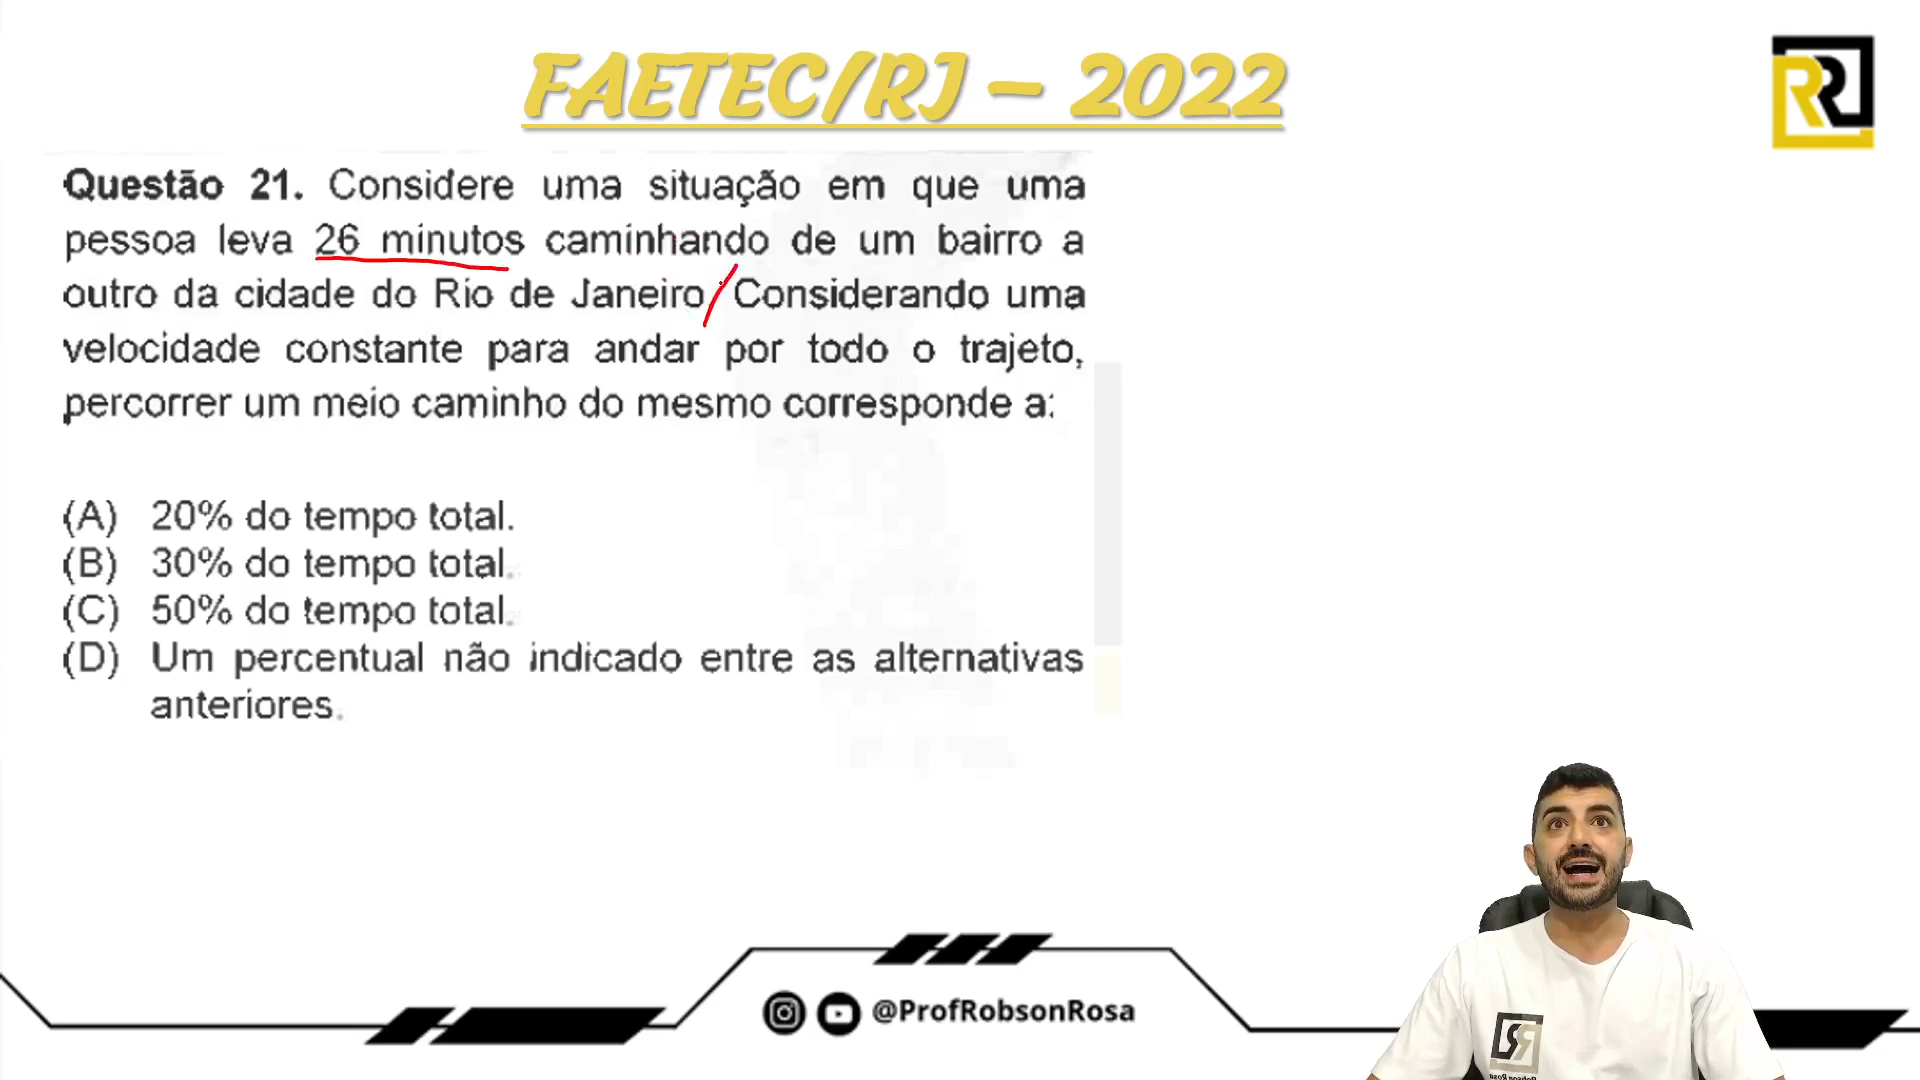 FAETEC/RJ – 2022
RR
Questão 21. Considere uma situação em que uma
pessoa leva 26 minutos caminhando de um bairro a
outro da cidade do Rio de Janeiro. Considerando uma
velocidade constante para andar por todo o trajeto,
percorrer um meio caminho do mesmo corresponde a:
(A) 20% do tempo total.
(B) 30% do tempo total.
(C) 50% do tempo total.
(D) Um percentual não indicado entre as alternativas
anteriores.
@ProfRobsonRosa